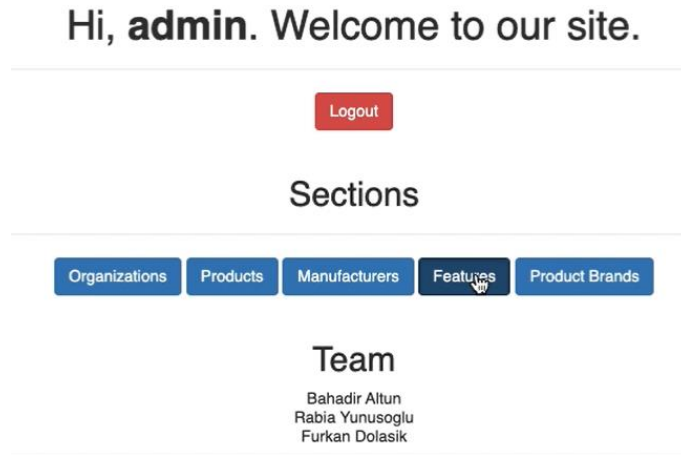 Hi, admin. Welcome to our site.
Logout
Sections
Organizations Products Manufacturers Features Product Brands
Team
Bahadir Altun
Rabia Yunusoglu
Furkan Dolasik